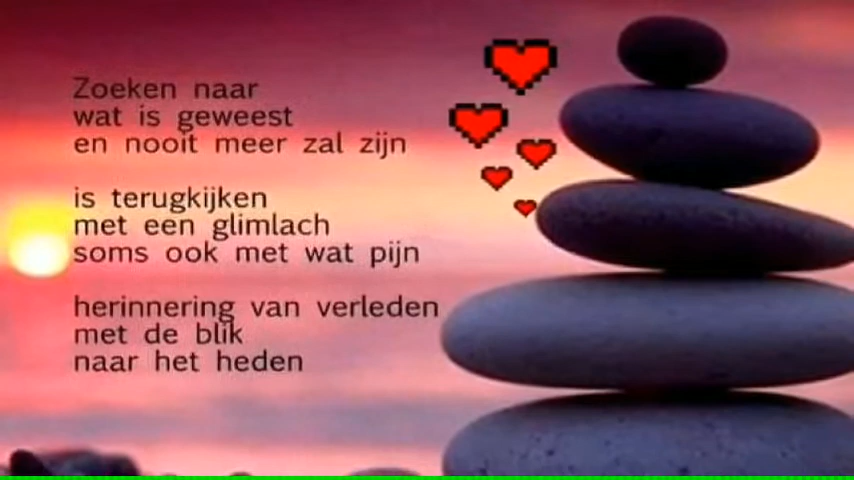 Zoeken naar
wat is geweest
en nooit meer zal zijn
is terugkijken
met een glimlach
soms ook met wat pijn
herinnering van verleden
met de blik
naar het heden